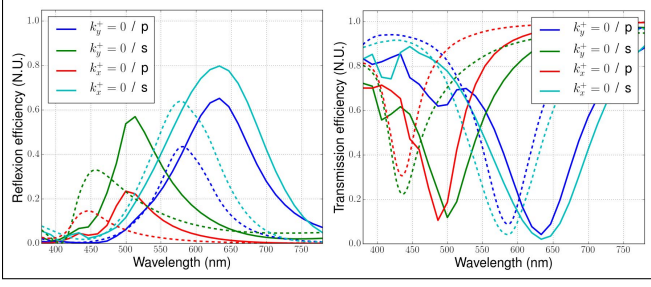 1.0
0.8
0.6
0.4
0.2
0.0
Reflexion efficiency (N.U.)
k_y^+ = 0 / p
k_y^+ = 0 / s
k_x^+ = 0 / p
k_x^+ = 0 / s
400 450 500 550 600 650 700 750
Wavelength (nm)
1.0
0.8
0.6
0.4
0.2
0.0
Transmission efficiency (N.U.)
k_y^+ = 0 / p
k_y^+ = 0 / s
k_x^+ = 0 / p
k_x^+ = 0 / s
400 450 500 550 600 650 700 750
Wavelength (nm)